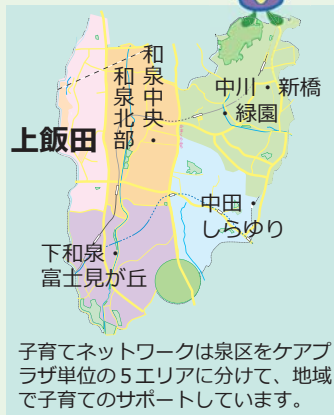 和泉中央・
和泉北部
中川・新橋
・緑園
上飯田
中田・
しらゆり
下和泉・
富士見が丘
子育てネットワークは泉区をケアプ
ラザ単位の5エリアに分けて、地域
で子育てのサポートしています。